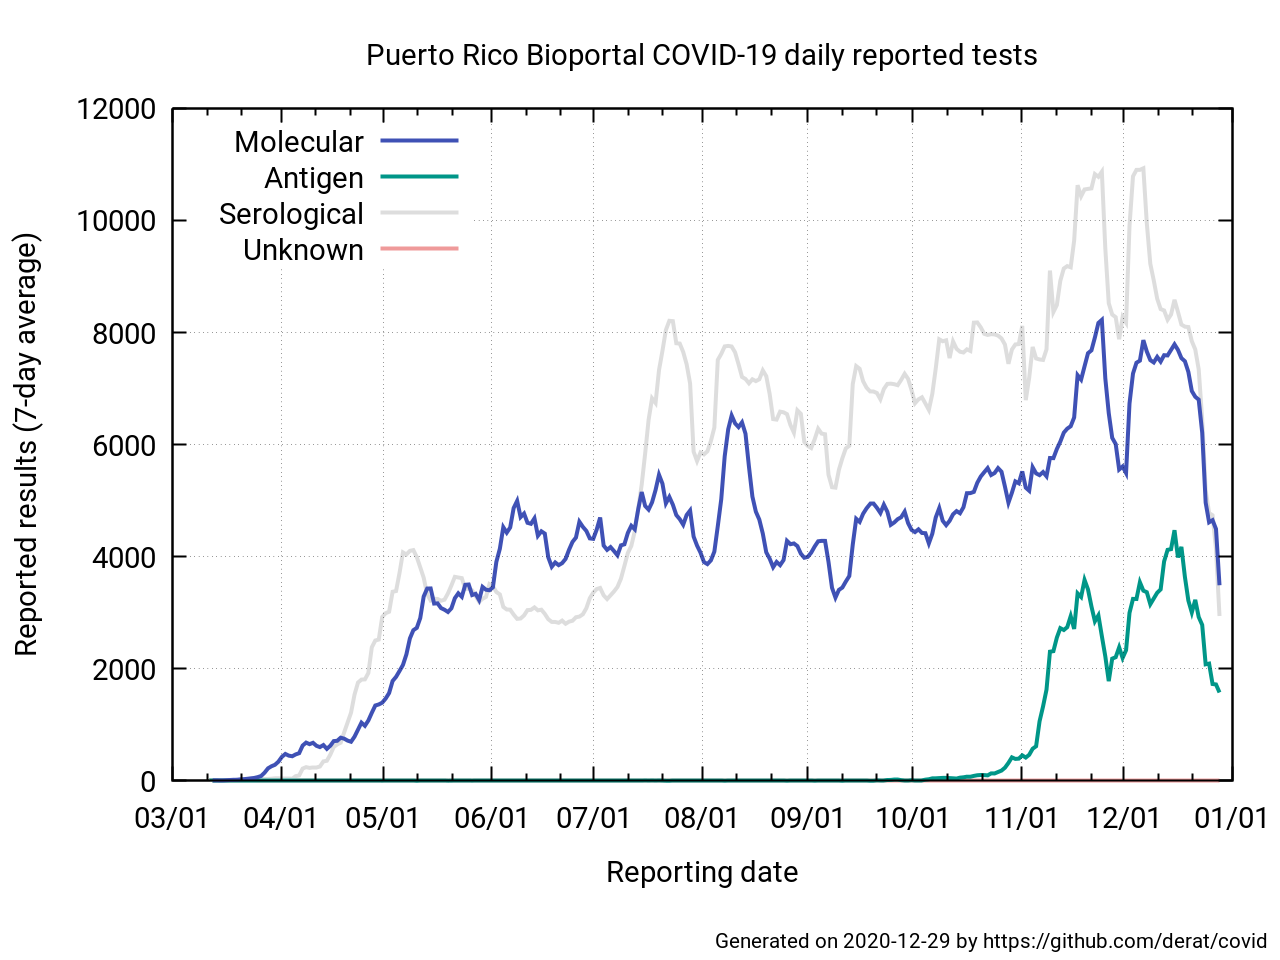 Puerto Rico Bioportal COVID-19 daily reported tests
12000
10000
8000
6000
4000
2000
0
Reported results (7-day average)
Molecular
Antigen
Serological
Unknown
03/01 04/01 05/01 06/01 07/01 08/01 09/01 10/01 11/01 12/01 01/01
Reporting date
Generated on 2020-12-29 by https://github.com/derat/covid